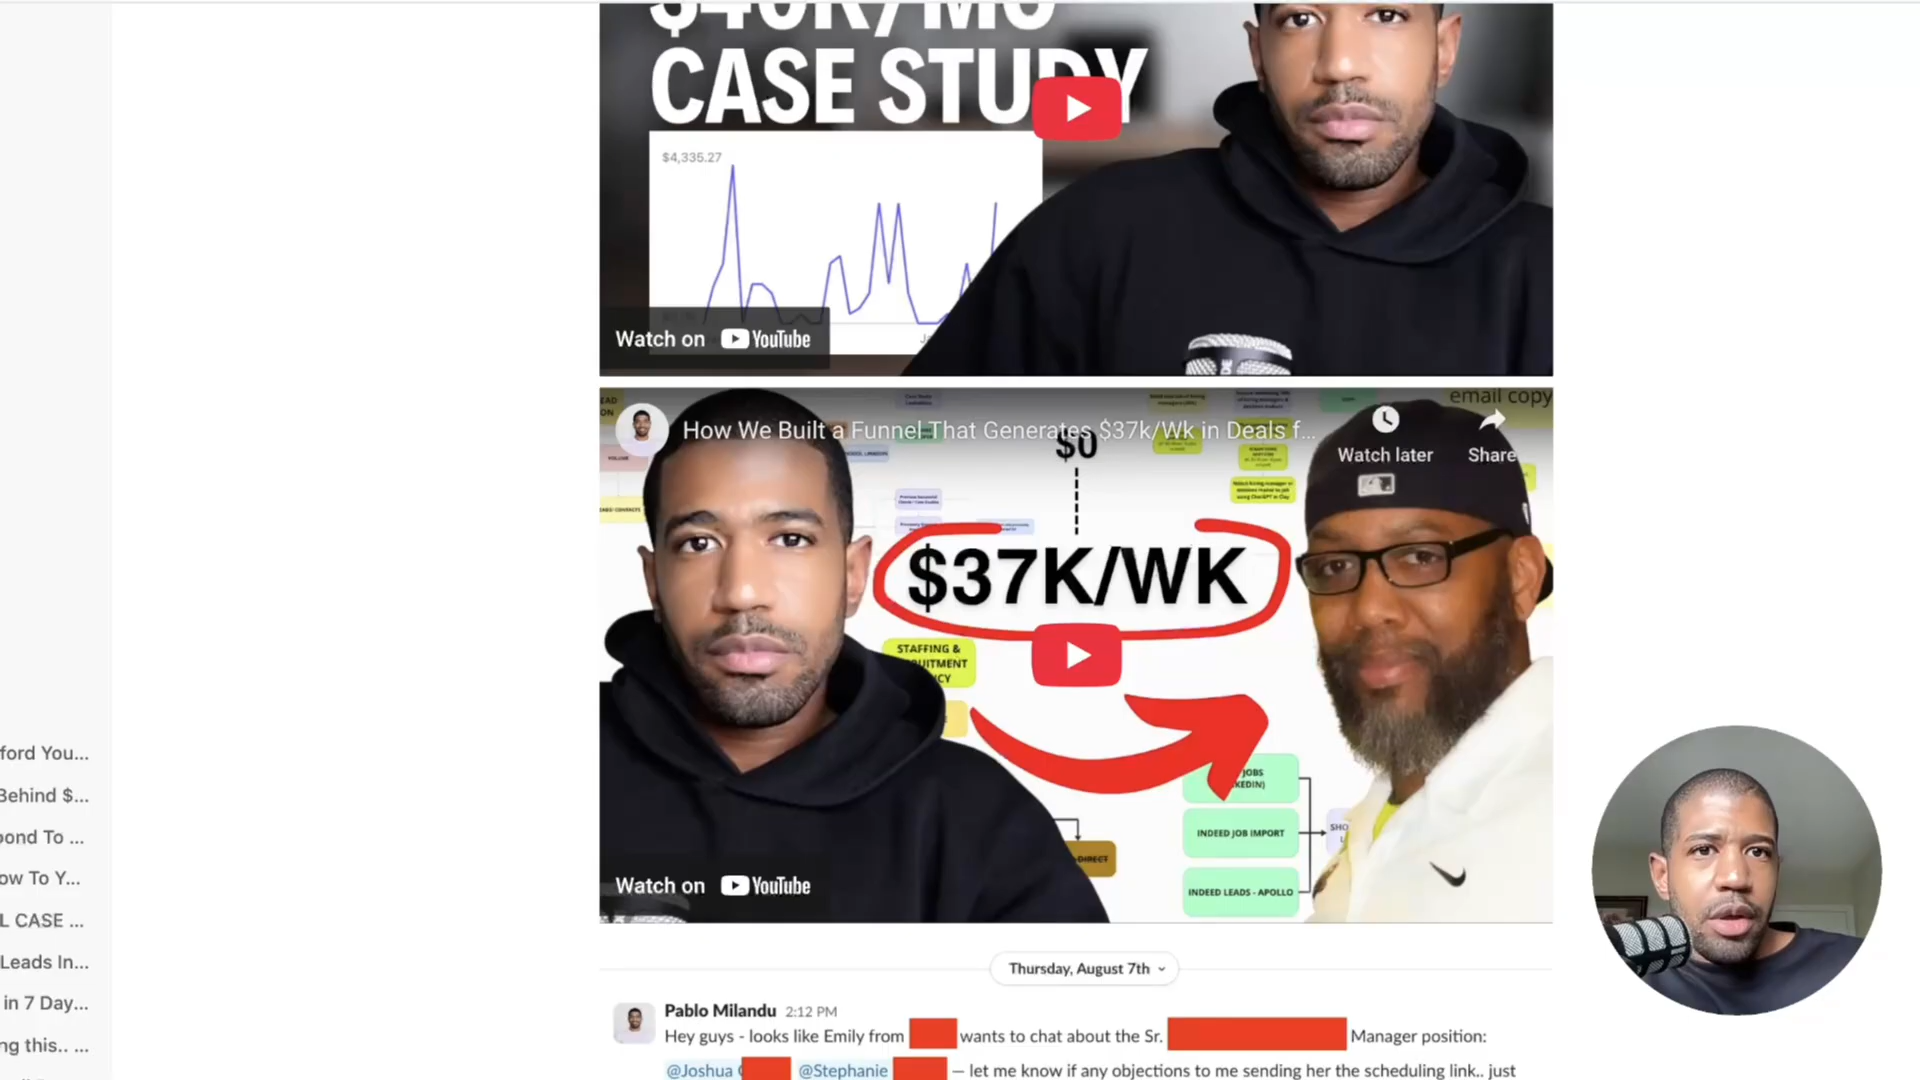 $40K/MO
CASE STUDY
$4,335.27
Watch on YouTube
email copy
How We Built a Funnel That Generates $37k/Wk in Deals f...
Watch later
Share
$0
$37K/WK
STAFFING &
JOBS
INDEED JOB IMPORT
DIRECT
INDEED LEADS - APOLLO
Watch on YouTube
ford You...
Behind $...
ond To ...
ow To Y...
L CASE ...
Leads In...
in 7 Day...
ng this.. ...
Thursday, August 7th
Pablo Milandu 2:12 PM
Hey guys - looks like Emily from wants to chat about the Sr. Manager position:
@Joshua @Stephanie — let me know if any objections to me sending her the scheduling link.. just